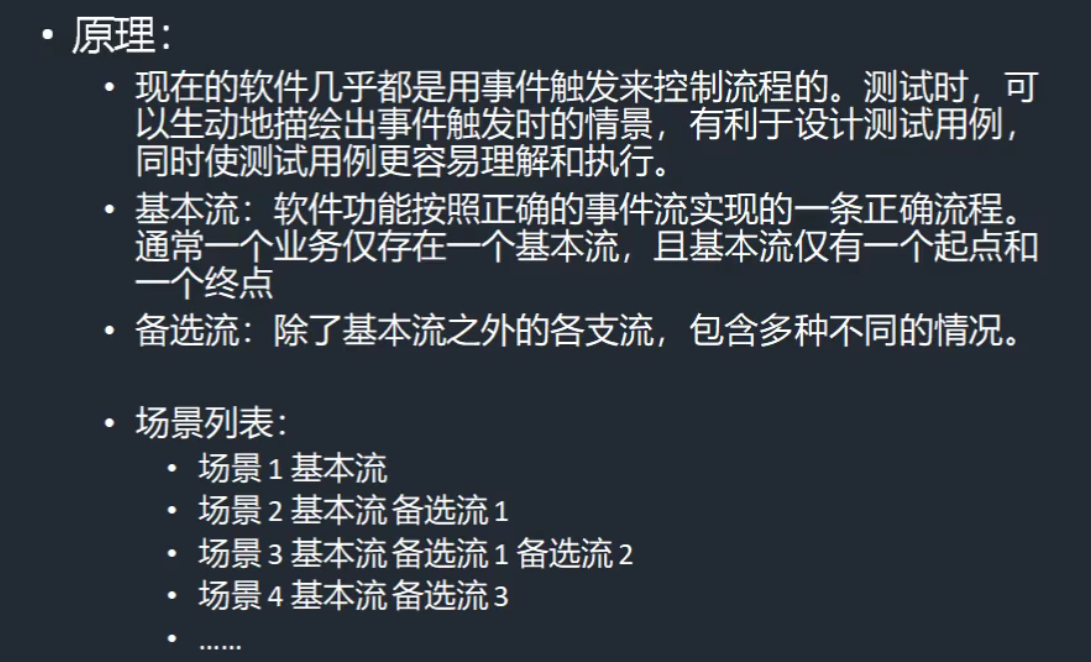 • 原理：
• 现在的软件几乎都是用事件触发来控制流程的。测试时，可
以生动地描绘出事件触发时的情景，有利于设计测试用例，
同时使测试用例更容易理解和执行。
• 基本流：软件功能按照正确的事件流实现的一条正确流程。
通常一个业务仅存在一个基本流，且基本流仅有一个起点和
一个终点
• 备选流：除了基本流之外的各支流，包含多种不同的情况。
• 场景列表：
• 场景 1 基本流
• 场景 2 基本流 备选流 1
• 场景 3 基本流 备选流 1 备选流 2
• 场景 4 基本流 备选流 3
• ……